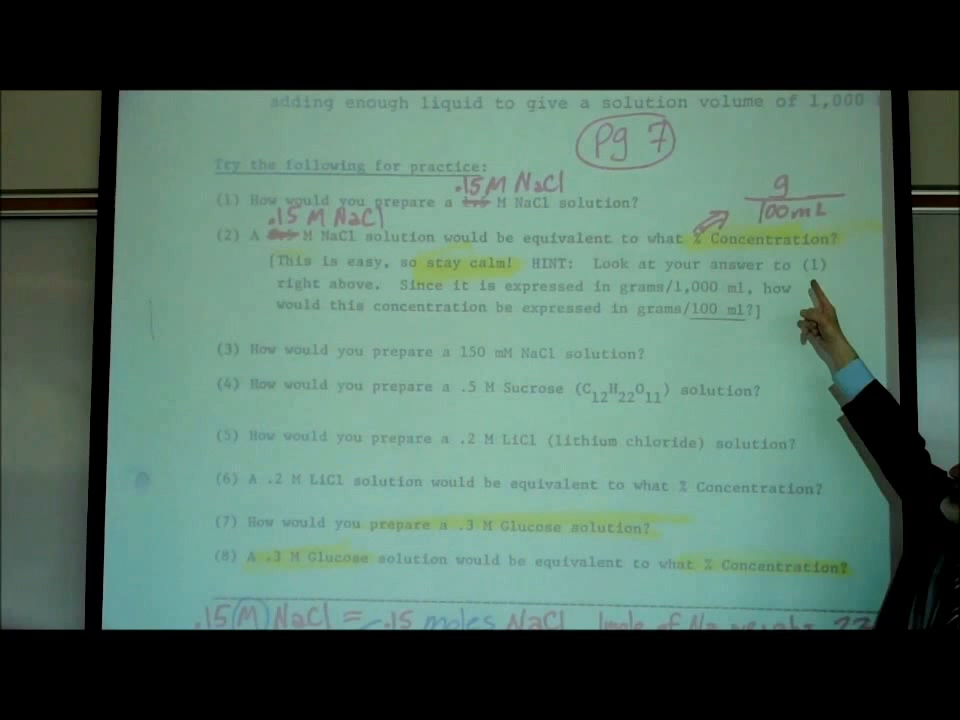 adding enough liquid to give a solution volume of 1,000
Pg 7
Try the following for practice:
.15 M NaCl
(1) How would you prepare a M NaCl solution?
g
100 mL
.15 M NaCl
(2) A M NaCl solution would be equivalent to what % Concentration?
[This is easy, so stay calm! HINT: Look at your answer to (1)
right above. Since it is expressed in grams/1,000 ml, how
would this concentration be expressed in grams/100 ml?]
(3) How would you prepare a 150 mM NaCl solution?
(4) How would you prepare a .5 M Sucrose (C12H22O11) solution?
(5) How would you prepare a .2 M LiCl (lithium chloride) solution?
(6) A .2 M LiCl solution would be equivalent to what % Concentration?
(7) How would you prepare a .3 M Glucose solution?
(8) A .3 M Glucose solution would be equivalent to what % Concentration?
.15 M NaCl = .15 moles NaCl 1 mole of Na weighs